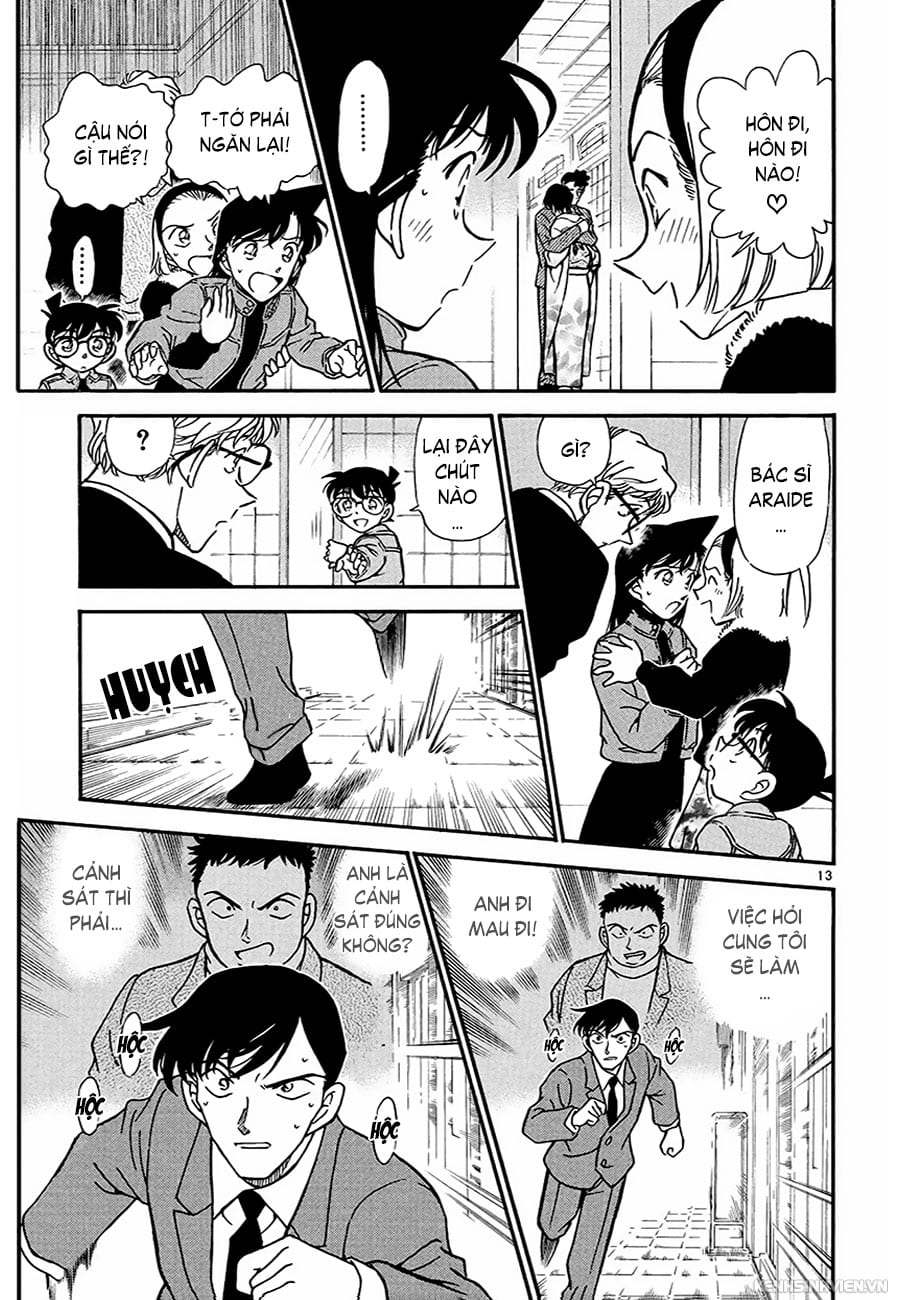 HÔN ĐI,
HÔN ĐI
NÀO!
♡
.........
T-TỚ PHẢI
NGĂN LẠI!
CẬU NÓI
GÌ THẾ?!
......
BÁC SĨ
ARAIDE
...
GÌ?
LẠI ĐÂY
CHÚT
NÀO
...
?
HUỴCH
13
VIỆC HỎI
CUNG TÔI
SẼ LÀM
...
ANH ĐI
MAU ĐI!
HỘC
HỘC
ANH LÀ
CẢNH
SÁT ĐÚNG
KHÔNG?
CẢNH
SÁT THÌ
PHẢI...
HỘC
HỘC
HỘC
KENHSINHVIEN.VN